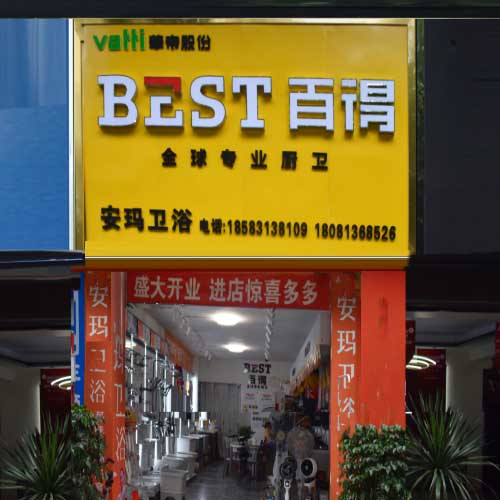 vatti 華帝股份
BEST 百得
全球专业厨卫
安玛卫浴 电话:18583138109 18081368526
盛大开业 进店惊喜多多
安玛卫浴
安玛卫浴
BEST
百得